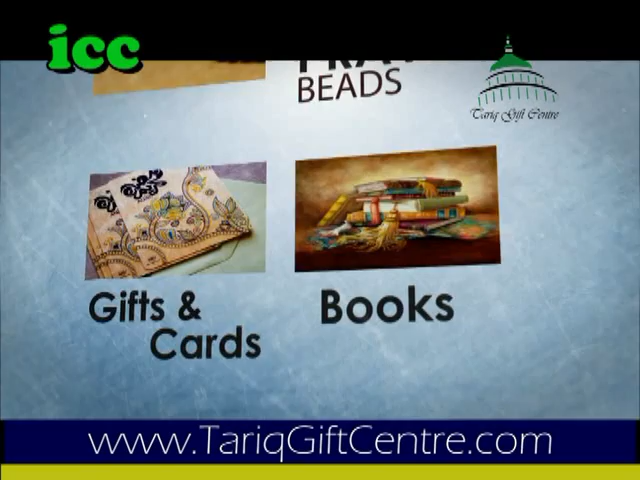 icc
BEADS
Tariq Gift Centre
Gifts &
Cards
Books
www.TariqGiftCentre.com